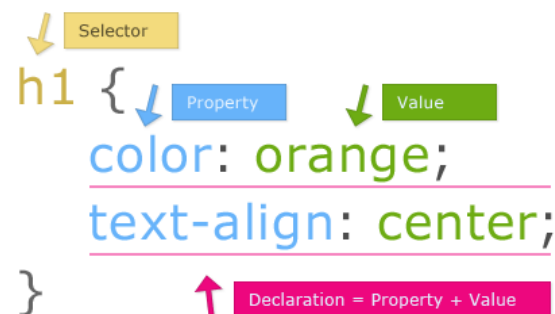 Selector
h1 {
Property
Value
color: orange;
text-align: center;
}
Declaration = Property + Value